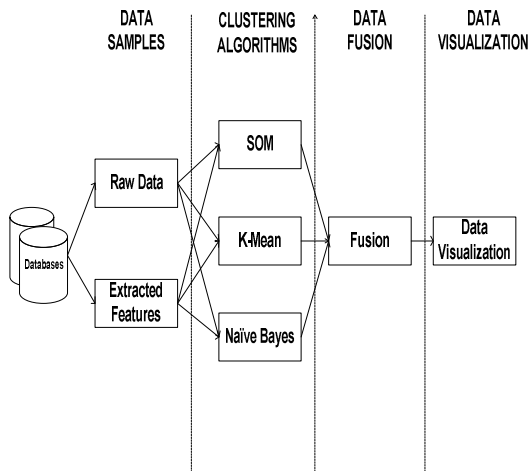 DATA
SAMPLES
CLUSTERING
ALGORITHMS
DATA
FUSION
DATA
VISUALIZATION
SOM
Raw Data
K-Mean
Fusion
Data
Visualization
Databases
Extracted
Features
Naïve Bayes